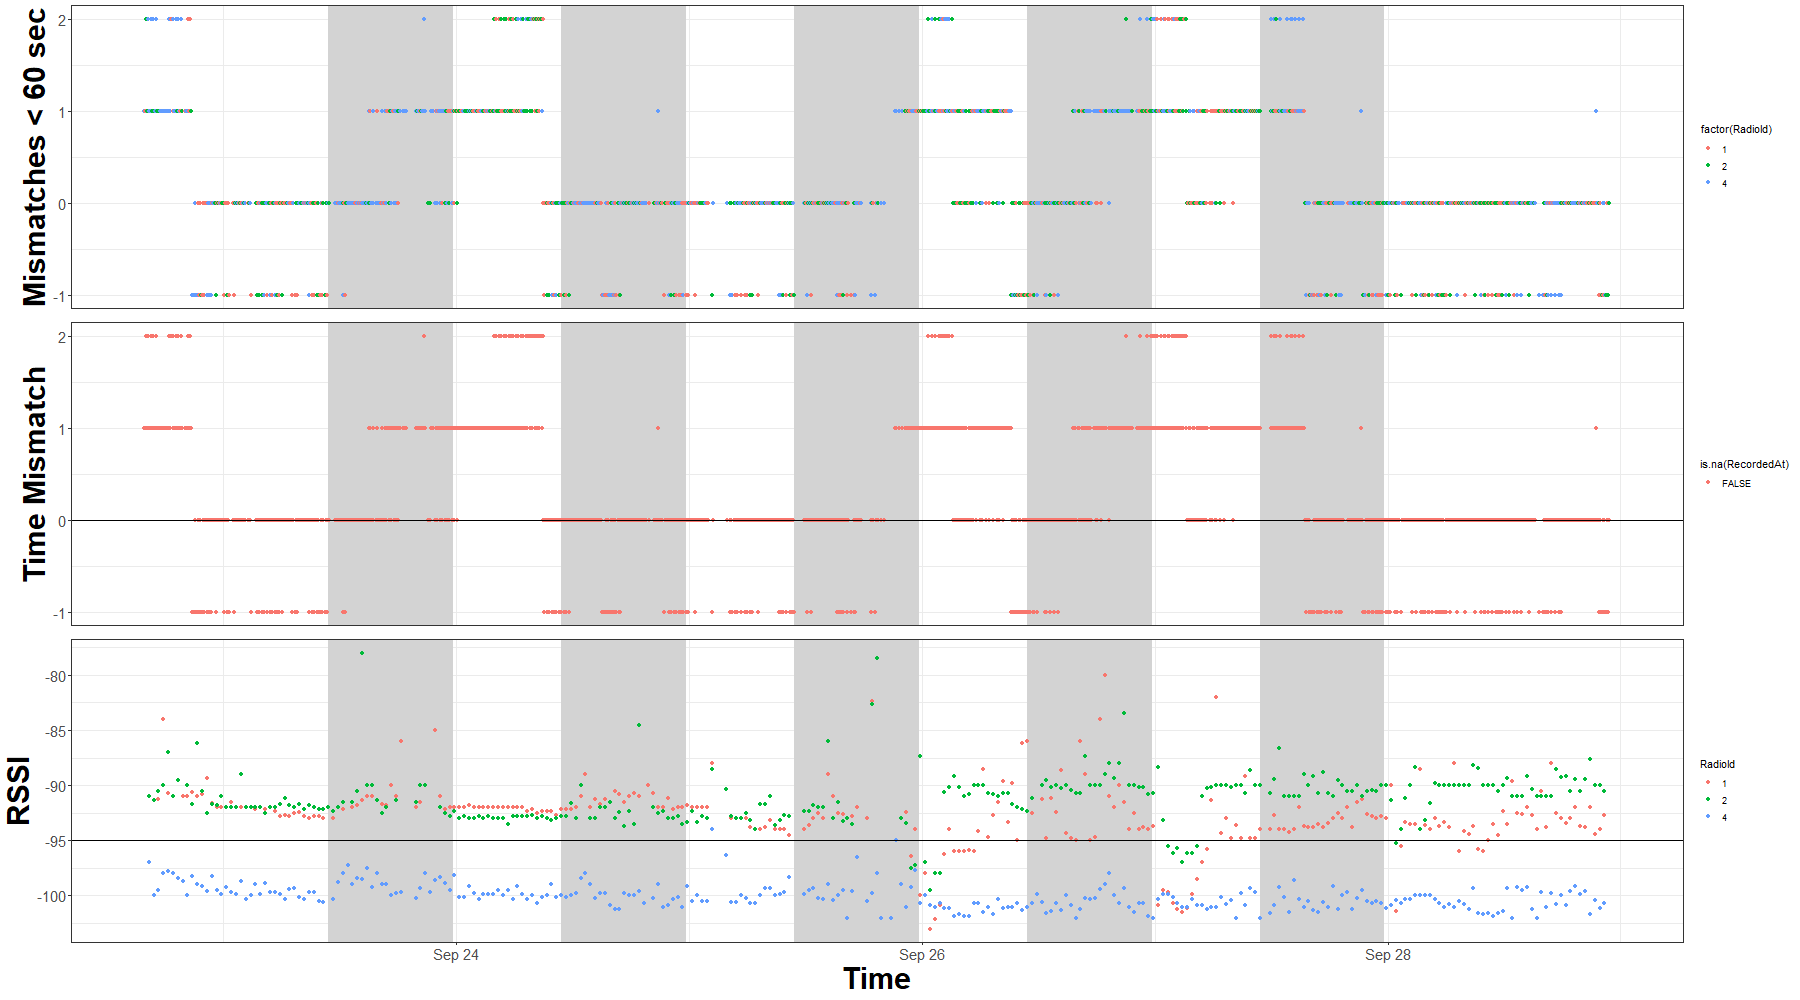 Mismatches < 60 sec
2
1
0
-1
factor(RadioId)
1
2
4
Time Mismatch
2
1
0
-1
is.na(RecordedAt)
FALSE
RSSI
-80
-85
-90
-95
-100
RadioId
1
2
4
Sep 24
Sep 26
Sep 28
Time